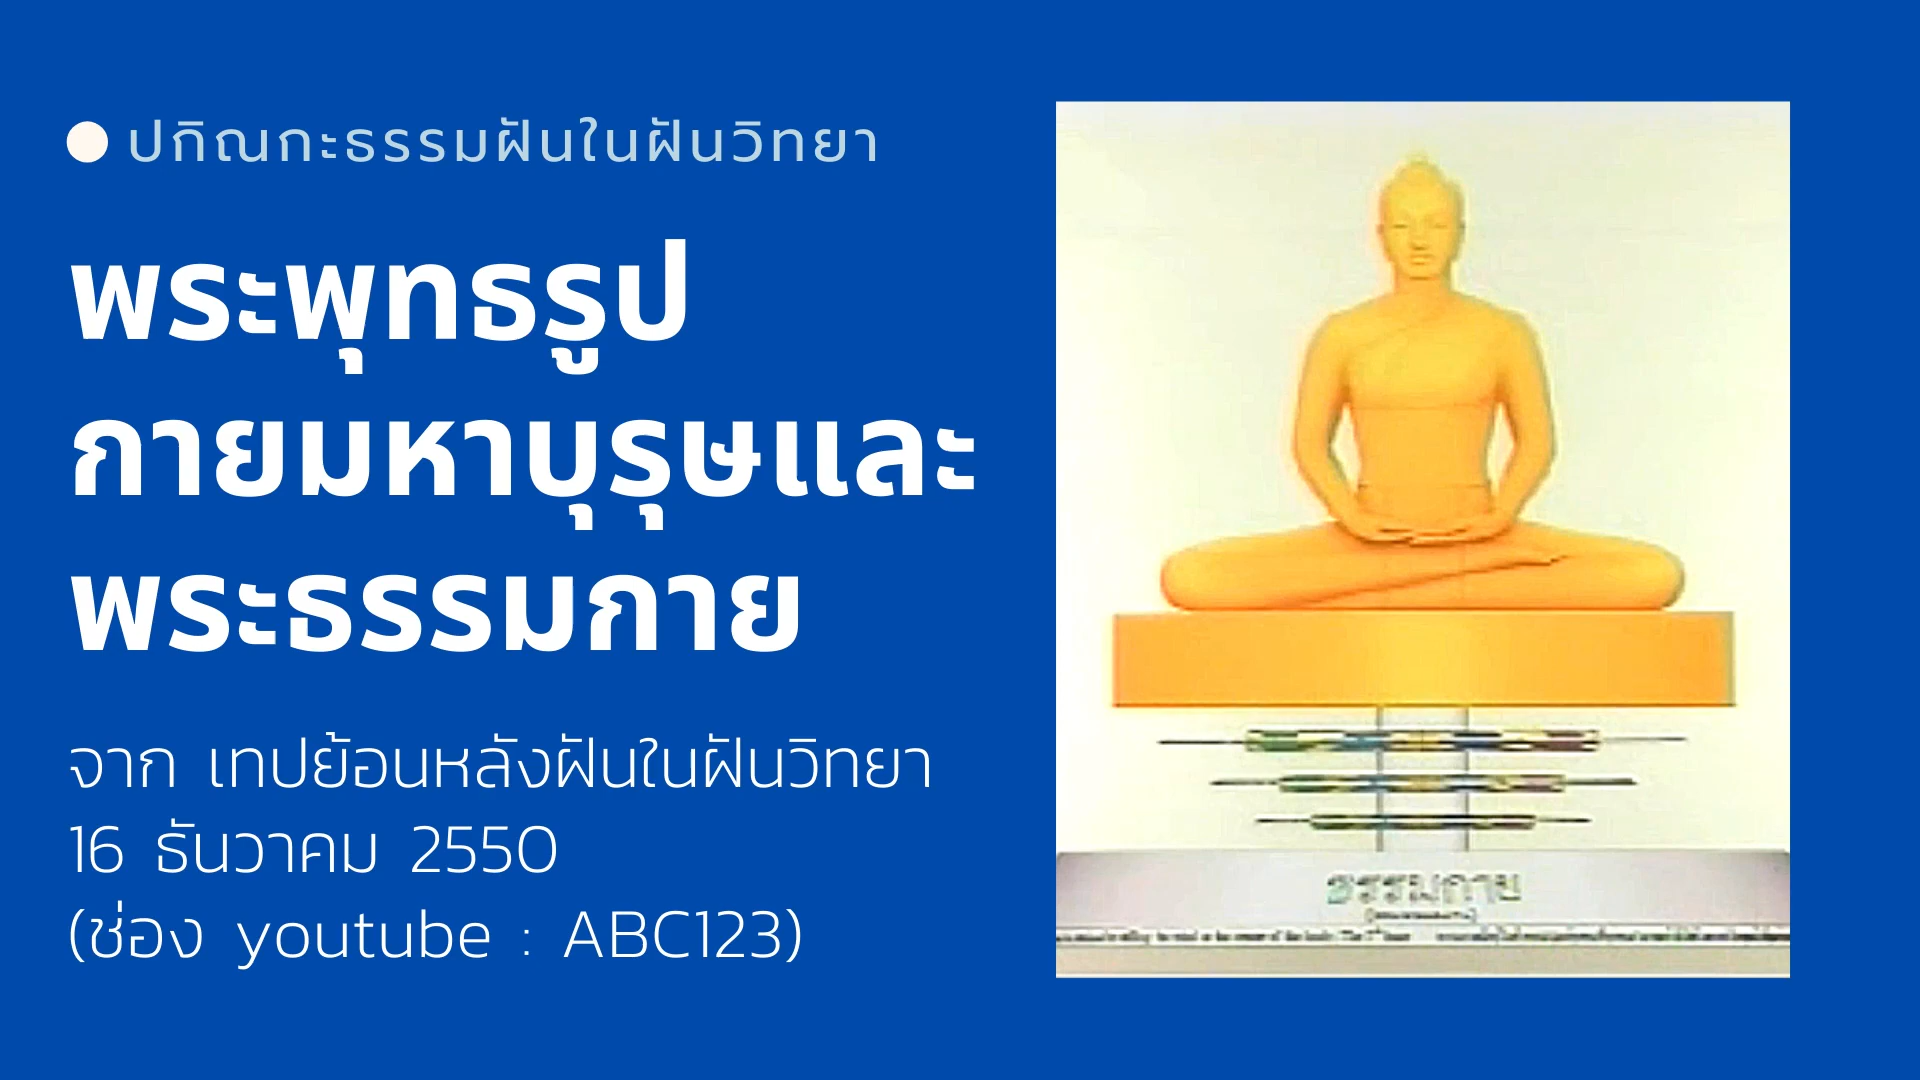 ปกิณกะธรรมฝันในฝันวิทยา
พระพุทธรูป
กายมหาบุรุษและ
พระธรรมกาย
จาก เทปย้อนหลังฝันในฝันวิทยา
16 ธันวาคม 2550
(ช่อง youtube : ABC123)
ธรรมกาย